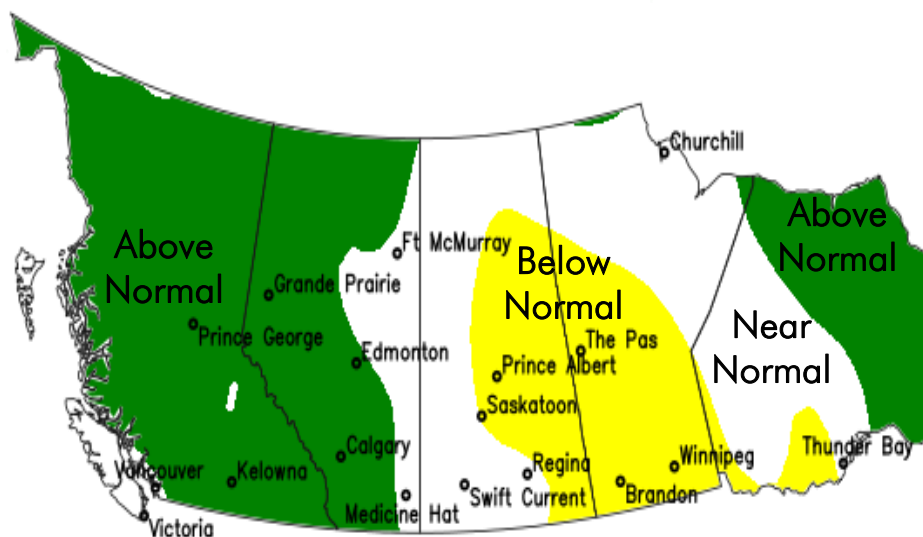 Churchill
Above
Normal
Ft McMurray
Above
Normal
Below
Normal
Grande Prairie
Near
Normal
Prince George
The Pas
Edmonton
Prince Albert
Saskatoon
Calgary
Thunder Bay
Winnipeg
Regina
Vancouver
Kelowna
Brandon
Swift Current
Medicine Hat
Victoria